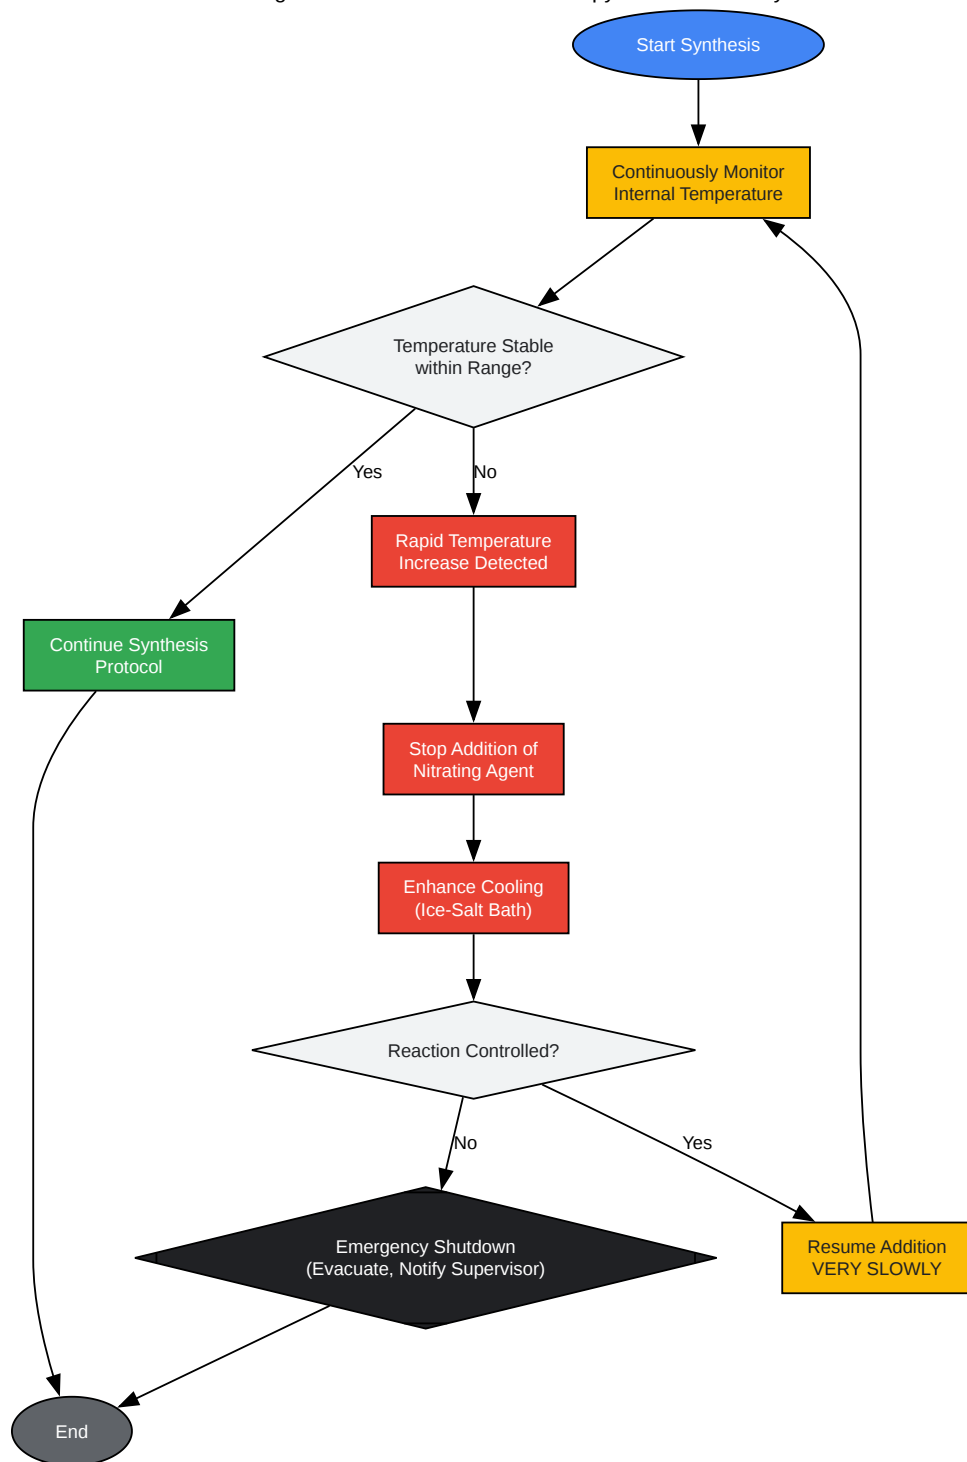 Start Synthesis
Continuously Monitor
Internal Temperature
Temperature Stable
within Range?
Yes
No
Rapid Temperature
Increase Detected
Continue Synthesis
Protocol
Stop Addition of
Nitrating Agent
Enhance Cooling
(Ice-Salt Bath)
Reaction Controlled?
No
Yes
Emergency Shutdown
(Evacuate, Notify Supervisor)
Resume Addition
VERY SLOWLY
End